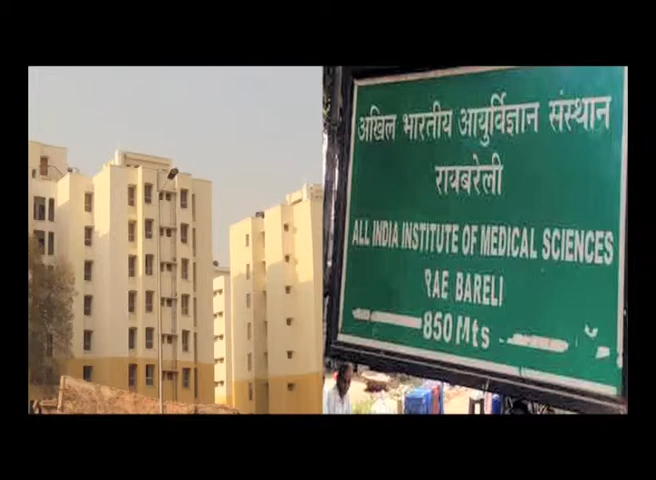 अखिल भारतीय आयुर्विज्ञान संस्थान
रायबरेली
ALL INDIA INSTITUTE OF MEDICAL SCIENCES
RAE BARELI
850 Mts